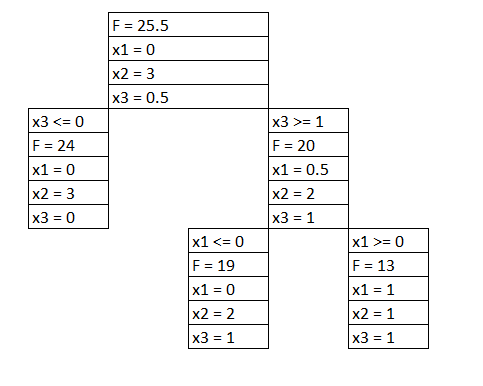 F = 25.5
x1 = 0
x2 = 3
x3 = 0.5
x3 <= 0
F = 24
x1 = 0
x2 = 3
x3 = 0
x3 >= 1
F = 20
x1 = 0.5
x2 = 2
x3 = 1
x1 <= 0
F = 19
x1 = 0
x2 = 2
x3 = 1
x1 >= 0
F = 13
x1 = 1
x2 = 1
x3 = 1